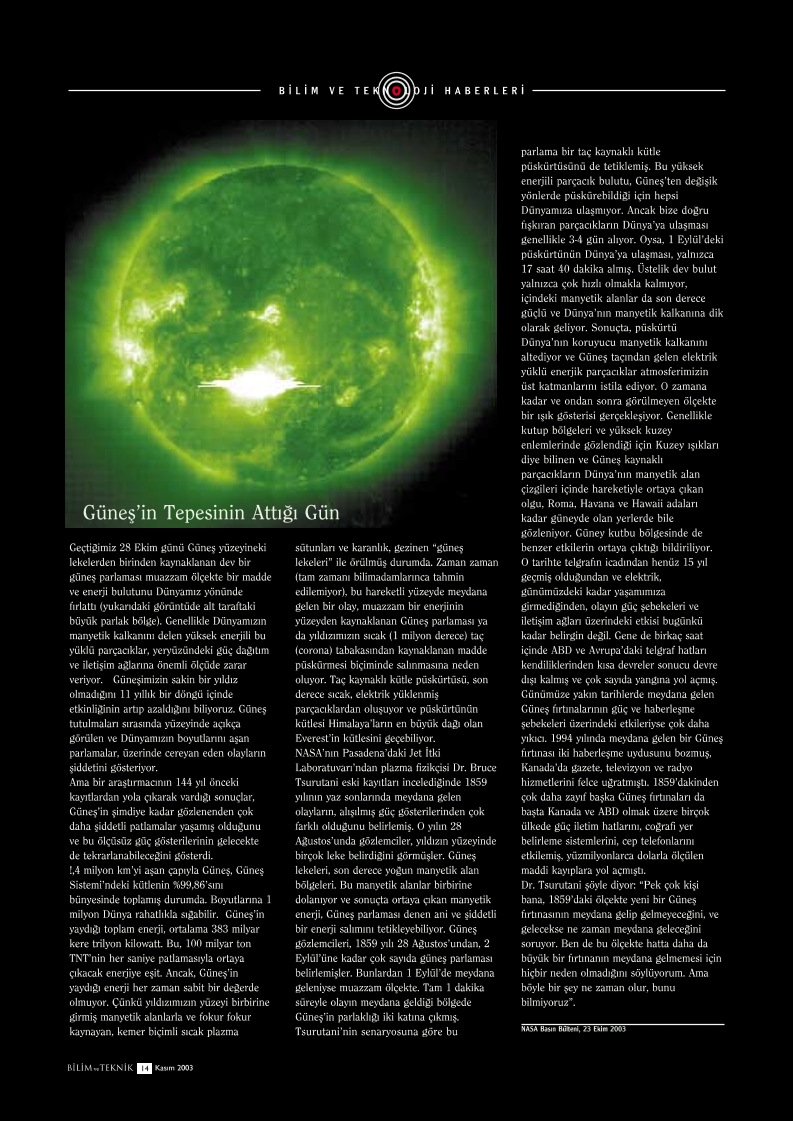 BİLİM VE TEKNOLOJİ HABERLERİ
Güneş'in Tepesinin Attığı Gün
Geçtiğimiz 28 Ekim günü Güneş yüzeyineki
lekelerden birinden kaynaklanan dev bir
güneş parlaması muazzam ölçekte bir madde
ve enerji bulutunu Dünyamız yönünde
fırlattı (yukarıdaki görüntüde alt taraftaki
büyük parlak bölge). Genellikle Dünyamızın
manyetik kalkanını delen yüksek enerjili bu
yüklü parçacıklar, yeryüzündeki güç dağıtım
ve iletişim ağlarına önemli ölçüde zarar
veriyor. Güneşimizin sakin bir yıldız
olmadığını 11 yıllık bir döngü içinde
etkinliğinin artıp azaldığını biliyoruz. Güneş
tutulmaları sırasında yüzeyinde açıkça
görülen ve Dünyamızın boyutlarını aşan
parlamalar, üzerinde cereyan eden olayların
şiddetini gösteriyor.
Ama bir araştırmacının 144 yıl önceki
kayıtlardan yola çıkarak vardığı sonuçlar,
Güneş'in şimdiye kadar gözlenenden çok
daha şiddetli patlamalar yaşamış olduğunu
ve bu ölçüsüz güç gösterilerinin gelecekte
de tekrarlanabileceğini gösterdi.
!,4 milyon km'yi aşan çapıyla Güneş, Güneş
Sistemi'ndeki kütlenin %99,86'sını
bünyesinde toplamış durumda. Boyutlarına 1
milyon Dünya rahatlıkla sığabilir. Güneş'in
yaydığı toplam enerji, ortalama 383 milyar
kere trilyon kilowatt. Bu, 100 milyar ton
TNT'nin her saniye patlamasıyla ortaya
çıkacak enerjiye eşit. Ancak, Güneş'in
yaydığı enerji her zaman sabit bir değerde
olmuyor. Çünkü yıldızımızın yüzeyi birbirine
girmiş manyetik alanlarla ve fokur fokur
kaynayan, kemer biçimli sıcak plazma
sütunları ve karanlık, gezinen "güneş
lekeleri" ile örülmüş durumda. Zaman zaman
(tam zamanı bilimadamlarınca tahmin
edilemiyor), bu hareketli yüzeyde meydana
gelen bir olay, muazzam bir enerjinin
yüzeyden kaynaklanan Güneş parlaması ya
da yıldızımızın sıcak (1 milyon derece) taç
(corona) tabakasından kaynaklanan madde
püskürmesi biçiminde salınmasına neden
oluyor. Taç kaynaklı kütle püskürtüsü, son
derece sıcak, elektrik yüklenmiş
parçacıklardan oluşuyor ve püskürtünün
kütlesi Himalaya'ların en büyük dağı olan
Everest'in kütlesini geçebiliyor.
NASA'nın Pasadena'daki Jet İtki
Laboratuvarı'ndan plazma fizikçisi Dr. Bruce
Tsurutani eski kayıtları incelediğinde 1859
yılının yaz sonlarında meydana gelen
olayların, alışılmış güç gösterilerinden çok
farklı olduğunu belirlemiş. O yılın 28
Ağustos'unda gözlemciler, yıldızın yüzeyinde
birçok leke belirdiğini görmüşler. Güneş
lekeleri, son derece yoğun manyetik alan
bölgeleri. Bu manyetik alanlar birbirine
dolanıyor ve sonuçta ortaya çıkan manyetik
enerji, Güneş parlaması denen ani ve şiddetli
bir enerji salımını tetikleyebiliyor. Güneş
gözlemcileri, 1859 yılı 28 Ağustos'undan, 2
Eylül'üne kadar çok sayıda güneş parlaması
belirlemişler. Bunlardan 1 Eylül'de meydana
geleniyse muazzam ölçekte. Tam 1 dakika
süreyle olayın meydana geldiği bölgede
Güneş'in parlaklığı iki katına çıkmış.
Tsurutani'nin senaryosuna göre bu
parlama bir taç kaynaklı kütle
püskürtüsünü de tetiklemiş. Bu yüksek
enerjili parçacık bulutu, Güneş'ten değişik
yönlerde püskürebildiği için hepsi
Dünyamıza ulaşmıyor. Ancak bize doğru
fışkıran parçacıkların Dünya'ya ulaşması
genellikle 3-4 gün alıyor. Oysa, 1 Eylül'deki
püskürtünün Dünya'ya ulaşması, yalnızca
17 saat 40 dakika almış. Üstelik dev bulut
yalnızca çok hızlı olmakla kalmıyor,
içindeki manyetik alanlar da son derece
güçlü ve Dünya'nın manyetik kalkanına dik
olarak geliyor. Sonuçta, püskürtü
Dünya'nın koruyucu manyetik kalkanını
altediyor ve Güneş taçından gelen elektrik
yüklü enerjik parçacıklar atmosferimizin
üst katmanlarını istila ediyor. O zamana
kadar ve ondan sonra görülmeyen ölçekte
bir ışık gösterisi gerçekleşiyor. Genellikle
kutup bölgeleri ve yüksek kuzey
enlemlerinde gözlendiği için Kuzey ışıkları
diye bilinen ve Güneş kaynaklı
parçacıkların Dünya'nın manyetik alan
çizgileri içinde hareketiyle ortaya çıkan
olgu, Roma, Havana ve Hawaii adaları
kadar güneyde olan yerlerde bile
gözleniyor. Güney kutbu bölgesinde de
benzer etkilerin ortaya çıktığı bildiriliyor.
O tarihte telgrafın icadından henüz 15 yıl
geçmiş olduğundan ve elektrik,
günümüzdeki kadar yaşamımıza
girmediğinden, olayın güç şebekeleri ve
iletişim ağları üzerindeki etkisi bugünkü
kadar belirgin değil. Gene de birkaç saat
içinde ABD ve Avrupa'daki telgraf hatları
kendiliklerinden kısa devreler sonucu devre
dışı kalmış ve çok sayıda yangına yol açmış.
Günümüze yakın tarihlerde meydana gelen
Güneş fırtınalarının güç ve haberleşme
şebekeleri üzerindeki etkileriyse çok daha
yıkıcı. 1994 yılında meydana gelen bir Güneş
fırtınası iki haberleşme uydusunu bozmuş,
Kanada'da gazete, televizyon ve radyo
hizmetlerini felce uğratmıştı. 1859'dakinden
çok daha zayıf başka Güneş fırtınaları da
başta Kanada ve ABD olmak üzere birçok
ülkede güç iletim hatlarını, coğrafi yer
belirleme sistemlerini, cep telefonlarını
etkilemiş, yüzmilyonlarca dolarla ölçülen
maddi kayıplara yol açmıştı.
Dr. Tsurutani şöyle diyor: "Pek çok kişi
bana, 1859'daki ölçekte yeni bir Güneş
fırtınasının meydana gelip gelmeyeceğini, ve
gelecekse ne zaman meydana geleceğini
soruyor. Ben de bu ölçekte hatta daha da
büyük bir fırtınanın meydana gelmemesi için
hiçbir neden olmadığını söylüyorum. Ama
böyle bir şey ne zaman olur, bunu
bilmiyoruz".
NASA Basın Bülteni, 23 Ekim 2003
BİLİM ve TEKNİK 14 Kasım 2003